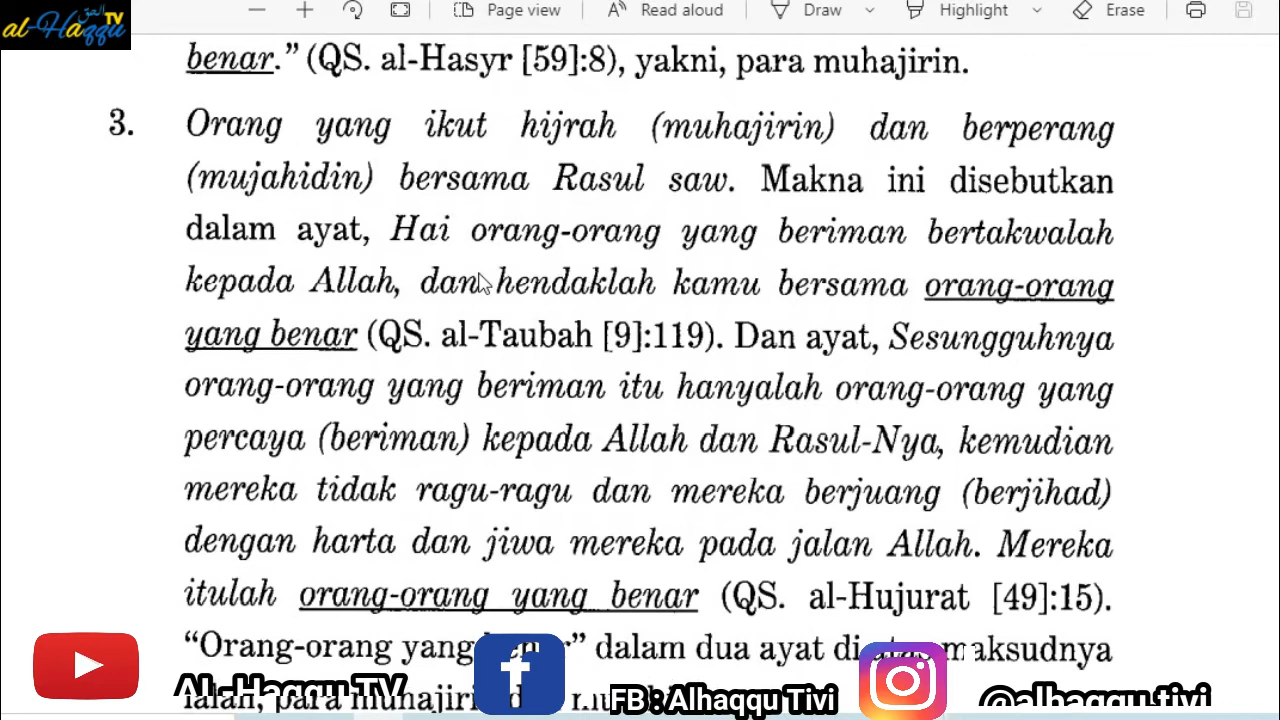 al-Haqqu TV
الحق
Page view
Read aloud
Draw
Highlight
Erase
benar.” (QS. al-Hasyr [59]:8), yakni, para muhajirin.
3. Orang yang ikut hijrah (muhajirin) dan berperang
(mujahidin) bersama Rasul saw. Makna ini disebutkan
dalam ayat, Hai orang-orang yang beriman bertakwalah
kepada Allah, dan hendaklah kamu bersama orang-orang
yang benar (QS. al-Taubah [9]:119). Dan ayat, Sesungguhnya
orang-orang yang beriman itu hanyalah orang-orang yang
percaya (beriman) kepada Allah dan Rasul-Nya, kemudian
mereka tidak ragu-ragu dan mereka berjuang (berjihad)
dengan harta dan jiwa mereka pada jalan Allah. Mereka
itulah orang-orang yang benar (QS. al-Hujurat [49]:15).
“Orang-orang yang dalam dua ayat di maksudnya
ialah, para
Al-Haqqu TV
FB : Alhaqqu Tivi
@alhaqqu.tivi